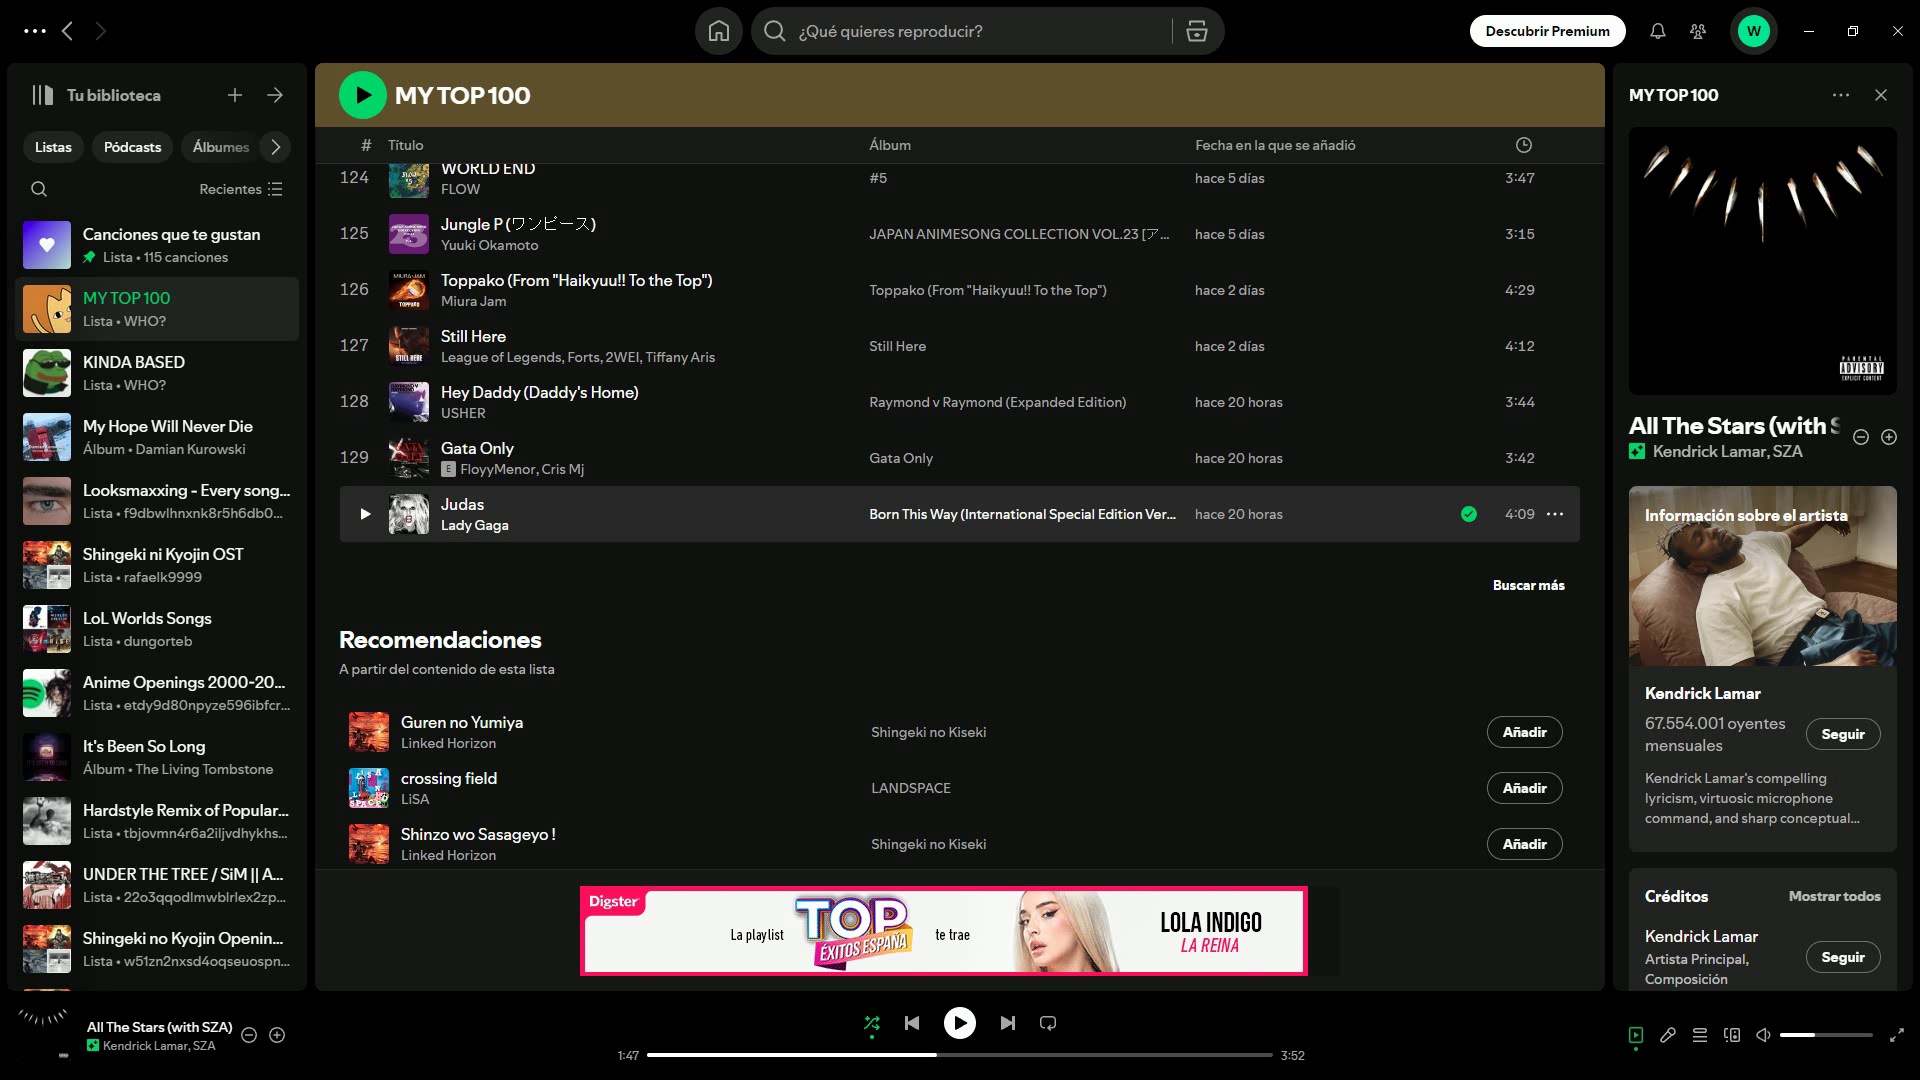 ¿Qué quieres reproducir?
Descubrir Premium
W
Tu biblioteca
Listas
Pódcasts
Álbumes
Recientes
Canciones que te gustan
Lista • 115 canciones
MY TOP 100
Lista • WHO?
KINDA BASED
Lista • WHO?
My Hope Will Never Die
Álbum • Damian Kurowski
Looksmaxxing - Every song...
Lista • f9dbwlhnxnk8r5h6db0...
Shingeki ni Kyojin OST
Lista • rafaelk9999
LoL Worlds Songs
Lista • dungorteb
Anime Openings 2000-20...
Lista • etdy9d80npyze596ibfcr...
It's Been So Long
Álbum • The Living Tombstone
Hardstyle Remix of Popular...
Lista • tbjovmn4r6a2iljvdhykhs...
UNDER THE TREE / SiM || A...
Lista • 22o3qqodlmwblrlex2zp...
Shingeki no Kyojin Openin...
Lista • w51zn2nxsd4oqseuospn...
MY TOP 100
# Título Álbum Fecha en la que se añadió
124 WORLD END #5 hace 5 días 3:47
FLOW
125 Jungle P (ワンピース) JAPAN ANIMESONG COLLECTION VOL.23 [ア... hace 5 días 3:15
Yuuki Okamoto
126 Toppako (From "Haikyuu!! To the Top") Toppako (From "Haikyuu!! To the Top") hace 2 días 4:29
Miura Jam
127 Still Here Still Here hace 2 días 4:12
League of Legends, Forts, 2WEI, Tiffany Aris
128 Hey Daddy (Daddy's Home) Raymond v Raymond (Expanded Edition) hace 20 horas 3:44
USHER
129 Gata Only Gata Only hace 20 horas 3:42
E FloyyMenor, Cris Mj
Judas Born This Way (International Special Edition Ver... hace 20 horas 4:09
Lady Gaga
Buscar más
Recomendaciones
A partir del contenido de esta lista
Guren no Yumiya Shingeki no Kiseki Añadir
Linked Horizon
crossing field LANDSPACE Añadir
LiSA
Shinzo wo Sasageyo ! Shingeki no Kiseki Añadir
Linked Horizon
Digster
La playlist
TOP
ÉXITOS ESPAÑA
te trae
LOLA INDIGO
LA REINA
MY TOP 100
PARENTAL
ADVISORY
EXPLICIT CONTENT
All The Stars (with S
Kendrick Lamar, SZA
Información sobre el artista
Kendrick Lamar
67.554.001 oyentes
mensuales
Seguir
Kendrick Lamar's compelling
lyricism, virtuosic microphone
command, and sharp conceptual...
Créditos
Mostrar todos
Kendrick Lamar
Artista Principal,
Composición
Seguir
All The Stars (with SZA)
Kendrick Lamar, SZA
1:47
3:52